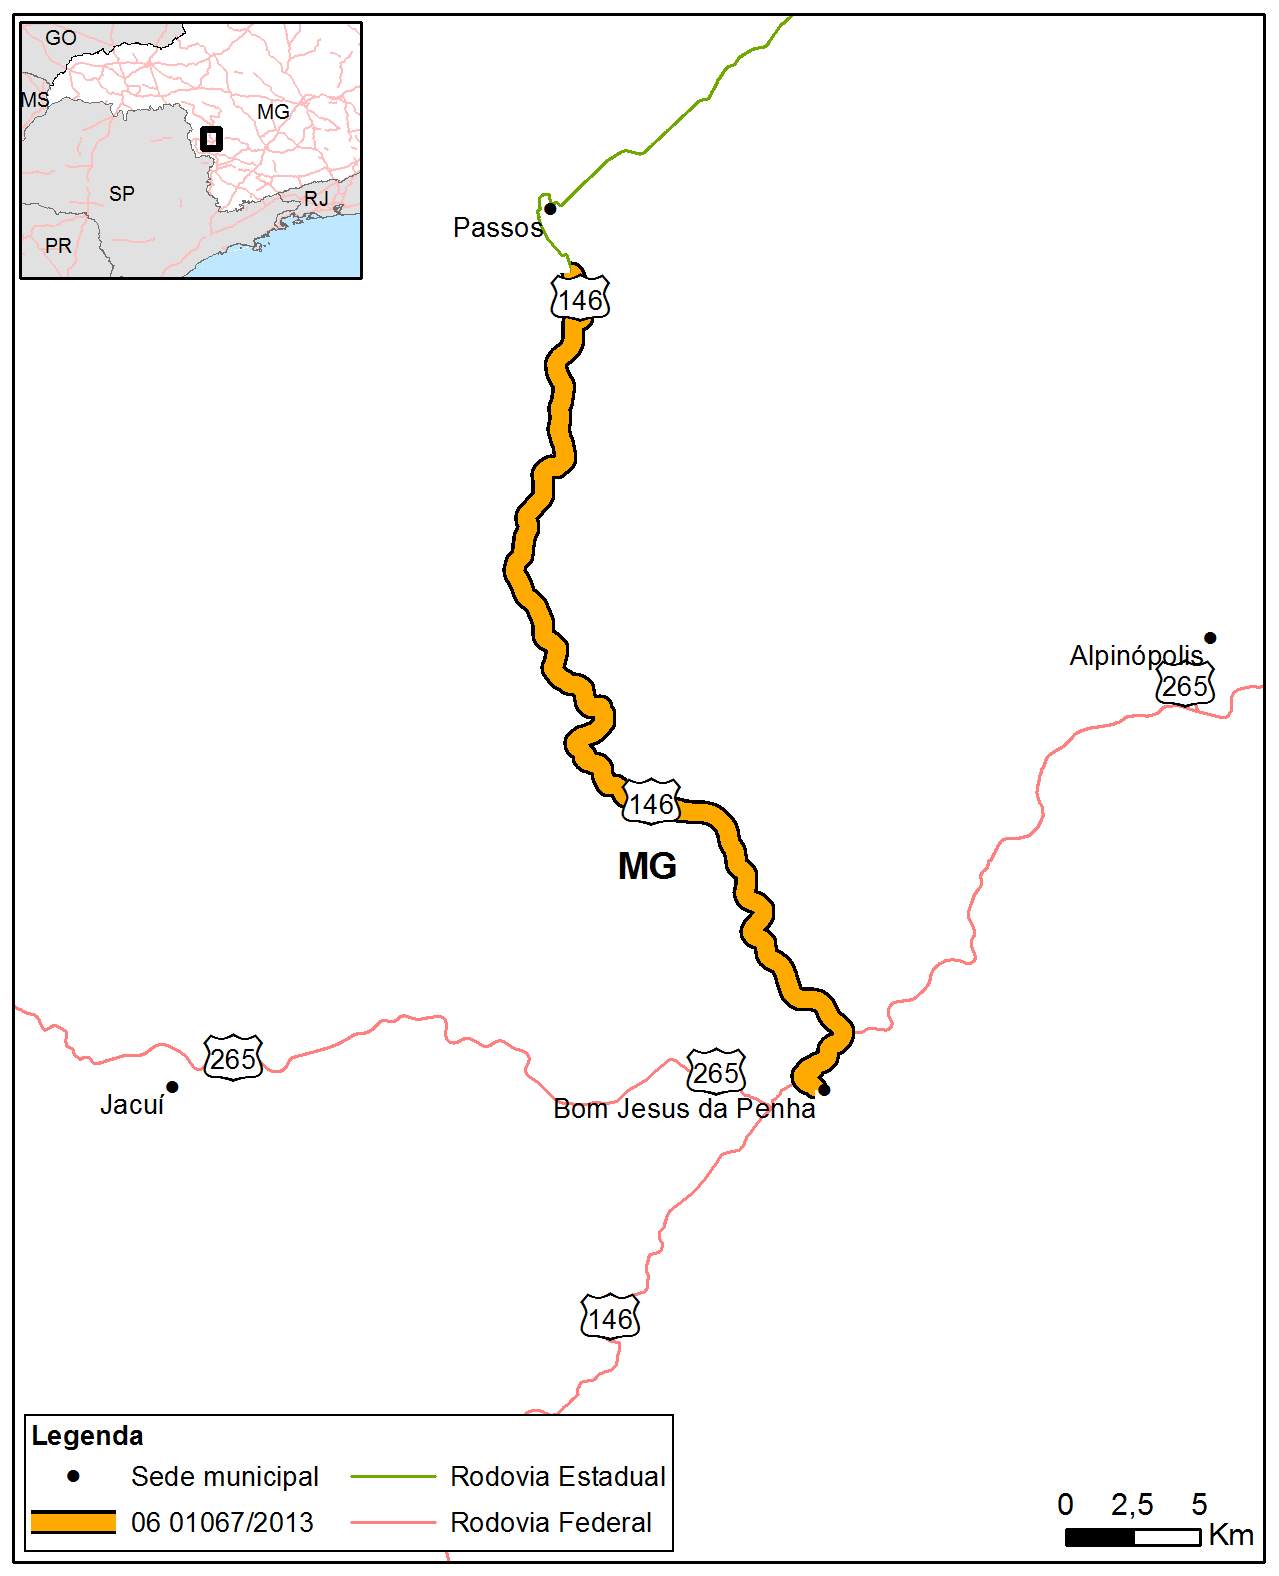 GO
MS
MG
SP
RJ
PR
Passos
146
Alpinópolis
265
146
MG
265
265
Jacuí
Bom Jesus da Penha
146
Legenda
Sede municipal
Rodovia Estadual
06 01067/2013
Rodovia Federal
0 2,5 5
Km